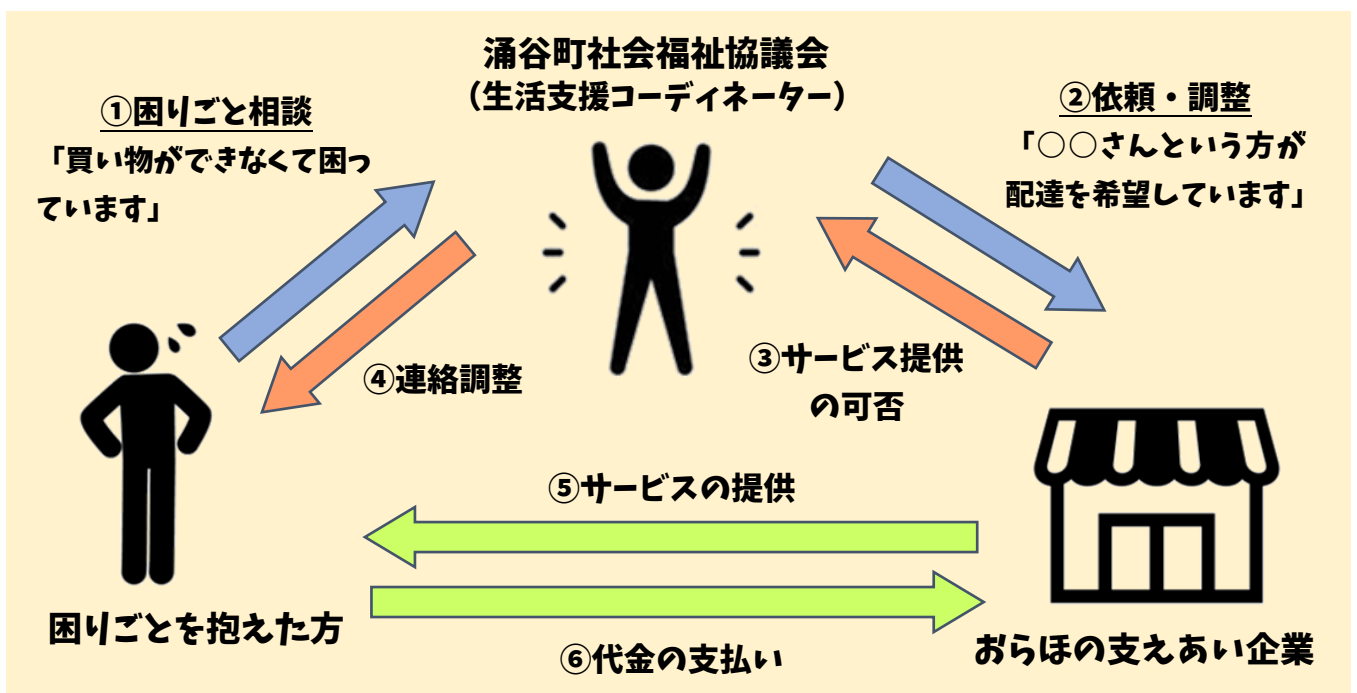 涌谷町社会福祉協議会
（生活支援コーディネーター）
①困りごと相談
「買い物ができなくて困っ
ています」
②依頼・調整
「○○さんという方が
配達を希望しています」
③サービス提供
の可否
④連絡調整
⑤サービスの提供
⑥代金の支払い
困りごとを抱えた方
おらほの支えあい企業